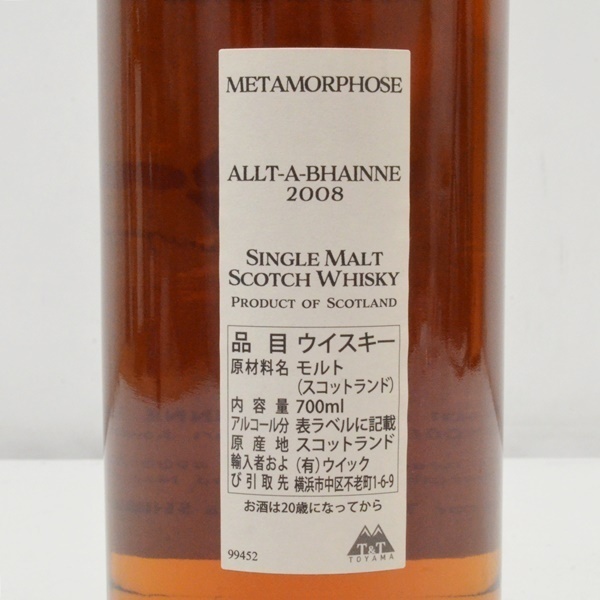 METAMORPHOSE
ALLT-A-BHAINNE
2008
SINGLE MALT
SCOTCH WHISKY
PRODUCT OF SCOTLAND
品目 ウイスキー
原材料名 モルト
(スコットランド)
内容量 700ml
アルコール分 表ラベルに記載
原産地 スコットランド
輸入者およ (有)ウイック
び引取先 横浜市中区不老町1-6-9
お酒は20歳になってから
99452
T&T
TOYAMA